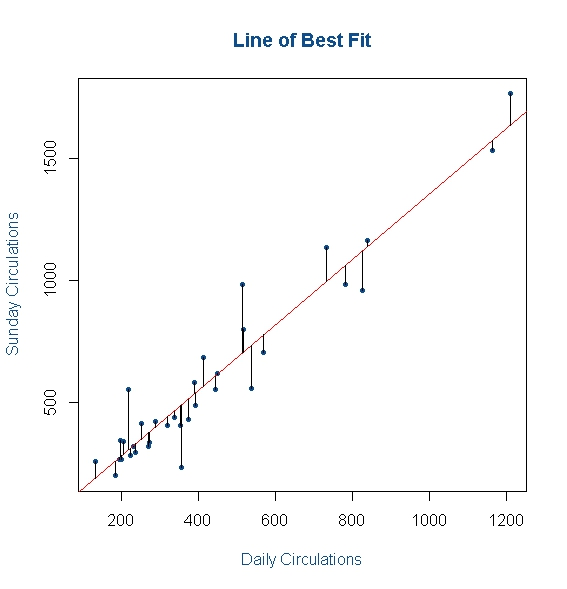 Line of Best Fit
Sunday Circulations
1500
1000
500
200 400 600 800 1000 1200
Daily Circulations